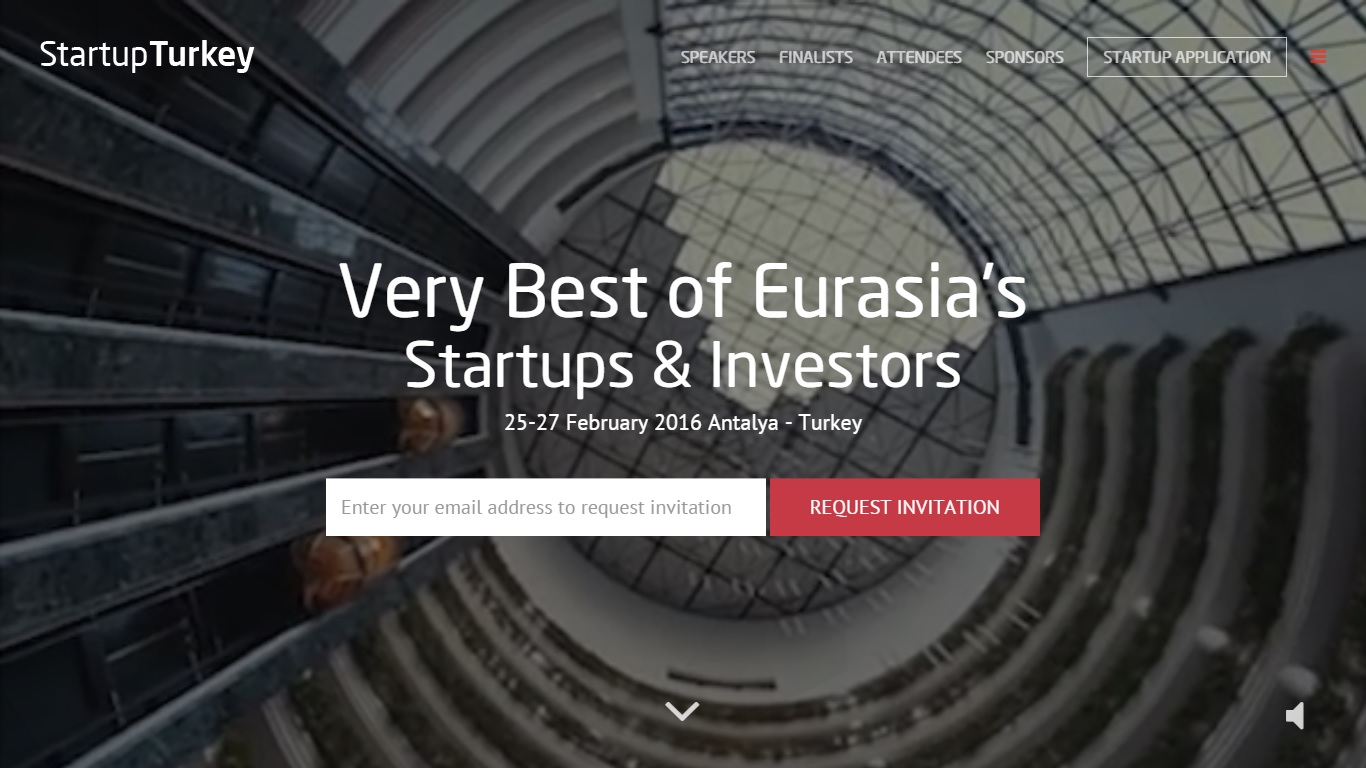 StartupTurkey
SPEAKERS FINALISTS ATTENDEES SPONSORS STARTUP APPLICATION
Very Best of Eurasia's
Startups & Investors
25-27 February 2016 Antalya - Turkey
Enter your email address to request invitation REQUEST INVITATION